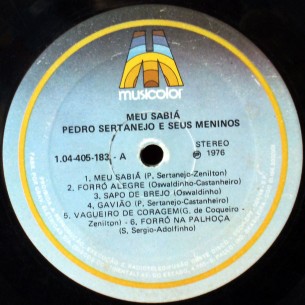 musicolor
MEU SABIÁ
PEDRO SERTANEJO E SEUS MENINOS
STEREO
1.04-405-183 - A
℗ 1976
1. MEU SABIÁ (P. Sertanejo-Zenilton)
2. FORRÓ ALEGRE (Oswaldinho-Castanheiro)
3. SAPO DE BREJO (Oswaldinho)
4. GAVIÃO (P. Sertanejo-Castanheiro)
5. VAQUEIRO DE CORAGEM (G. de Coqueiro -
Zenilton) - 6. FORRÓ NA PALHOÇA
(S. Sergio-Adolfinho)